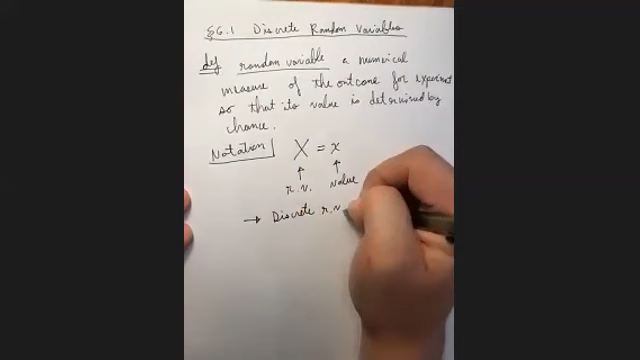 §6.1 Discrete Random Variables
def random variable a numerical
measure of the outcome for experiment
so that its value is determined by
chance.
Notation X = x
r.v. value
→ Discrete r.v